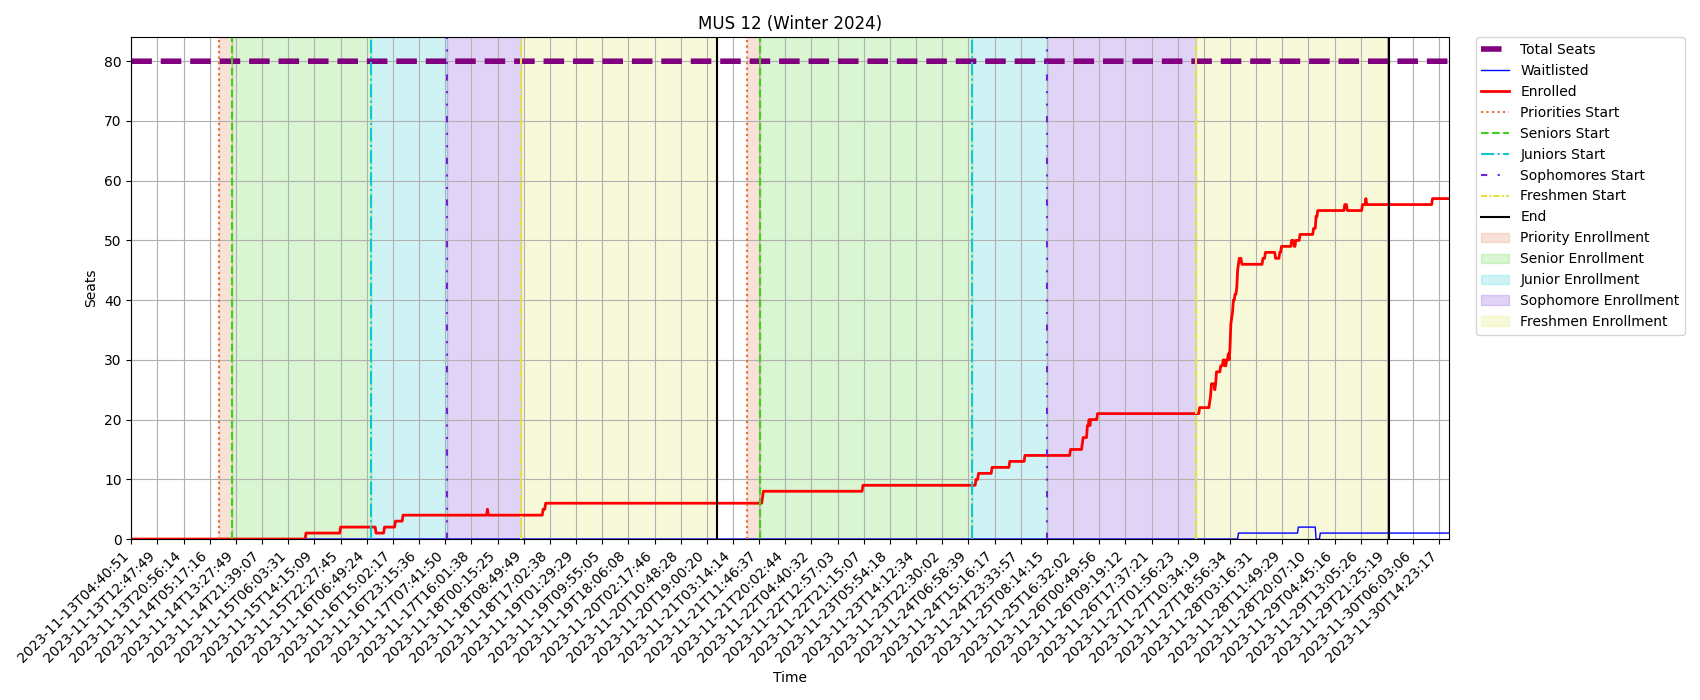 MUS 12 (Winter 2024)
Seats
80
70
60
50
40
30
20
10
0
2023-11-13T04:40:51
2023-11-13T12:47:49
2023-11-13T20:56:14
2023-11-14T05:17:16
2023-11-14T13:27:49
2023-11-14T21:39:07
2023-11-15T06:03:31
2023-11-15T14:15:09
2023-11-15T22:27:45
2023-11-16T06:49:24
2023-11-16T15:02:17
2023-11-16T23:15:36
2023-11-17T07:41:50
2023-11-17T16:01:38
2023-11-18T00:15:25
2023-11-18T08:49:49
2023-11-18T17:02:38
2023-11-19T01:29:29
2023-11-19T09:55:05
2023-11-19T18:06:08
2023-11-20T02:17:46
2023-11-20T10:48:28
2023-11-20T19:00:20
2023-11-21T03:14:14
2023-11-21T11:46:37
2023-11-21T20:02:44
2023-11-22T04:40:32
2023-11-22T12:57:03
2023-11-22T21:15:07
2023-11-23T05:54:18
2023-11-23T14:12:34
2023-11-23T22:30:02
2023-11-24T06:58:39
2023-11-24T15:16:17
2023-11-24T23:33:57
2023-11-25T08:14:15
2023-11-25T16:32:02
2023-11-26T00:49:56
2023-11-26T09:19:12
2023-11-26T17:37:21
2023-11-27T01:56:23
2023-11-27T10:34:19
2023-11-27T18:56:34
2023-11-28T03:16:31
2023-11-28T11:49:29
2023-11-28T20:07:10
2023-11-29T04:45:16
2023-11-29T13:05:26
2023-11-29T21:25:19
2023-11-30T06:03:06
2023-11-30T14:23:17
Time
Total Seats
Waitlisted
Enrolled
Priorities Start
Seniors Start
Juniors Start
Sophomores Start
Freshmen Start
End
Priority Enrollment
Senior Enrollment
Junior Enrollment
Sophomore Enrollment
Freshmen Enrollment